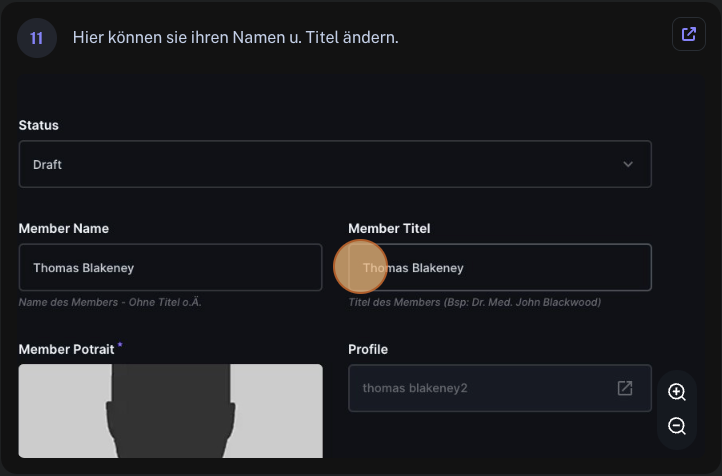 11 Hier können sie ihren Namen u. Titel ändern.
Status
Draft
Member Name
Member Titel
Thomas Blakeney
Thomas Blakeney
Name des Members - Ohne Titel o.Ä.
Titel des Members (Bsp: Dr. Med. John Blackwood)
Member Potrait *
Profile
thomas blakeney2